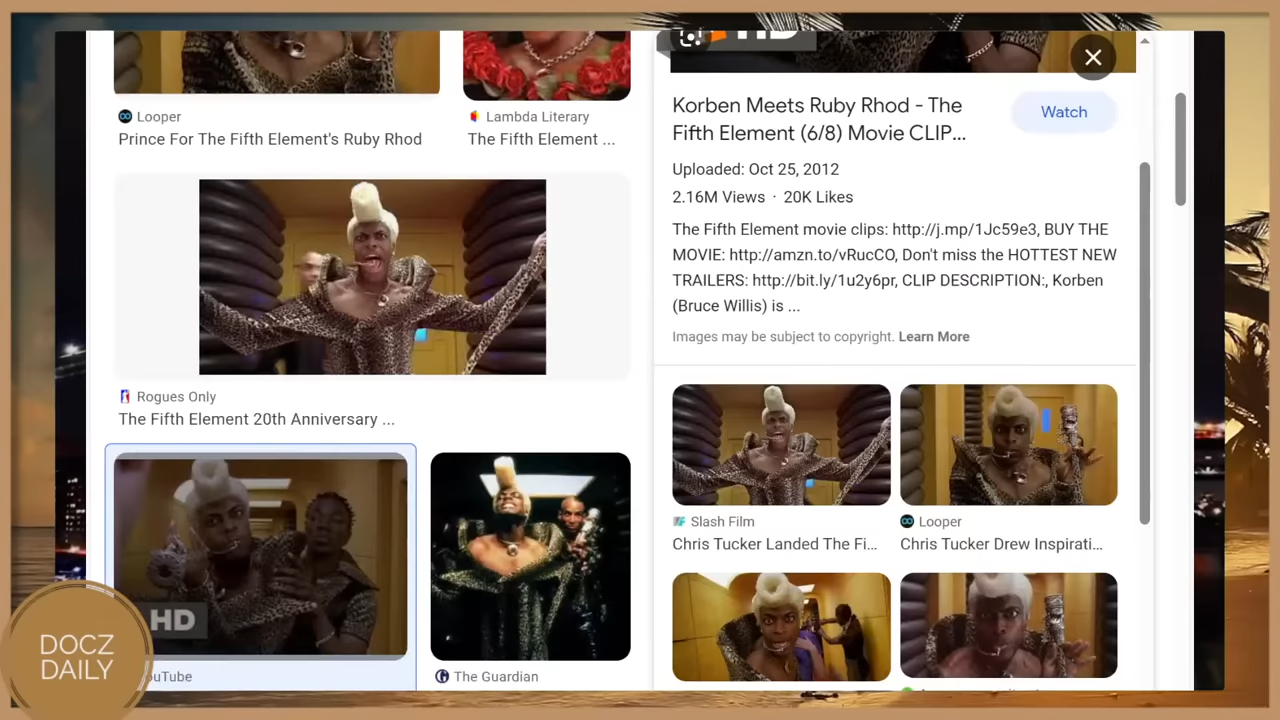 Looper
Prince For The Fifth Element's Ruby Rhod
Lambda Literary
The Fifth Element ...
Rogues Only
The Fifth Element 20th Anniversary ...
HD
The Guardian
HD
Korben Meets Ruby Rhod - The
Fifth Element (6/8) Movie CLIP...
Watch
Uploaded: Oct 25, 2012
2.16M Views · 20K Likes
The Fifth Element movie clips: http://j.mp/1Jc59e3, BUY THE
MOVIE: http://amzn.to/vRucCO, Don't miss the HOTTEST NEW
TRAILERS: http://bit.ly/1u2y6pr, CLIP DESCRIPTION:, Korben
(Bruce Willis) is ...
Images may be subject to copyright. Learn More
Slash Film
Chris Tucker Landed The Fi...
Looper
Chris Tucker Drew Inspirati...
DOCZ
DAILY